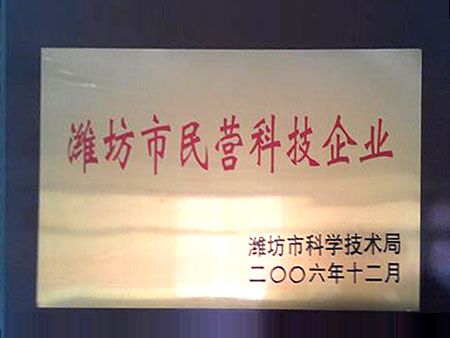 潍坊市民营科技企业
潍坊市科学技术局
二〇〇六年十二月